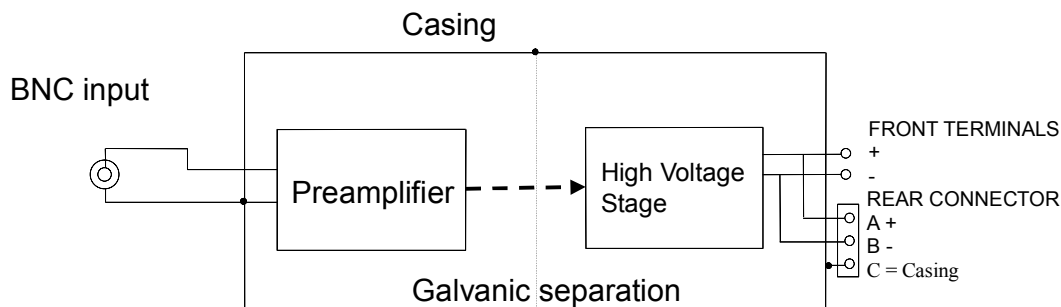 Casing
BNC input
Preamplifier
High Voltage
Stage
FRONT TERMINALS
+
-
REAR CONNECTOR
A +
B -
C = Casing
Galvanic separation